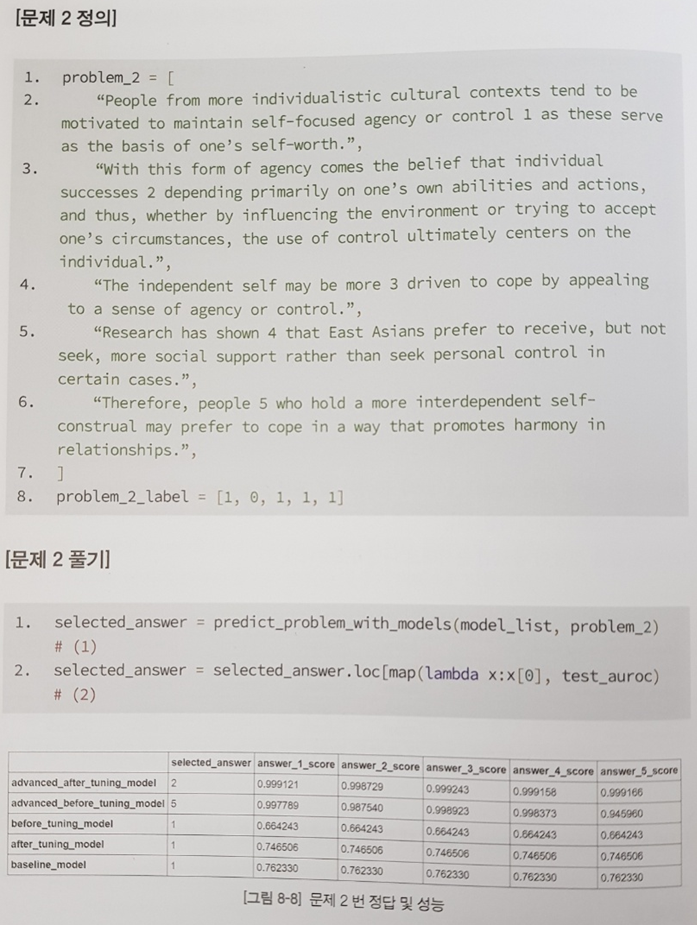 [문제 2 정의]
1. problem_2 = [
2. “People from more individualistic cultural contexts tend to be
motivated to maintain self-focused agency or control 1 as these serve
as the basis of one’s self-worth.”,
3. “With this form of agency comes the belief that individual
successes 2 depending primarily on one’s own abilities and actions,
and thus, whether by influencing the environment or trying to accept
one’s circumstances, the use of control ultimately centers on the
individual.”,
4. “The independent self may be more 3 driven to cope by appealing
to a sense of agency or control.”,
5. “Research has shown 4 that East Asians prefer to receive, but not
seek, more social support rather than seek personal control in
certain cases.”,
6. “Therefore, people 5 who hold a more interdependent self-
construal may prefer to cope in a way that promotes harmony in
relationships.”,
7. ]
8. problem_2_label = [1, 0, 1, 1, 1]
[문제 2 풀기]
1. selected_answer = predict_problem_with_models(model_list, problem_2)
# (1)
2. selected_answer = selected_answer.loc[map(lambda x:x[0], test_auroc)
# (2)
selected_answer answer_1_score answer_2_score answer_3_score answer_4_score answer_5_score
advanced_after_tuning_model 2 0.999121 0.998729 0.999243 0.999158 0.999166
advanced_before_tuning_model 5 0.997789 0.987540 0.998923 0.998373 0.945960
before_tuning_model 1 0.664243 0.664243 0.664243 0.664243 0.664243
after_tuning_model 1 0.746506 0.746506 0.746506 0.746506 0.746506
baseline_model 1 0.762330 0.762330 0.762330 0.762330 0.762330
[그림 8-8] 문제 2 번 정답 및 성능